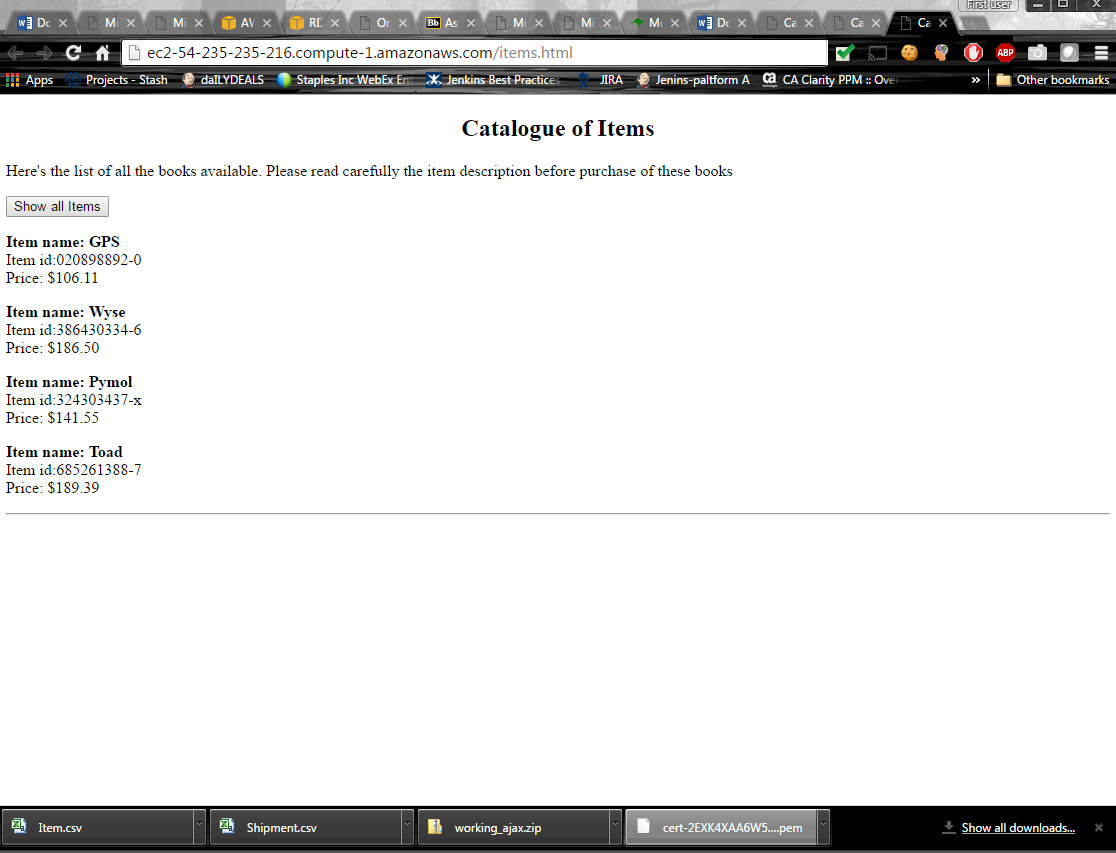 First user
Dc
Mi
Mi
AV
RD
Or
Bb As
Mi
Mi
Mc
Dc
Ca
Ca
Ca
ec2-54-235-235-216.compute-1.amazonaws.com/items.html
ABP
Apps Projects - Stash daILYDEALS Staples Inc WebEx En Jenkins Best Practices JIRA Jenins-paltform A ca CA Clarity PPM :: Over » Other bookmarks
Catalogue of Items
Here's the list of all the books available. Please read carefully the item description before purchase of these books
Show all Items
Item name: GPS
Item id:020898892-0
Price: $106.11
Item name: Wyse
Item id:386430334-6
Price: $186.50
Item name: Pymol
Item id:324303437-x
Price: $141.55
Item name: Toad
Item id:685261388-7
Price: $189.39
Item.csv Shipment.csv working_ajax.zip cert-2EXK4XAA6W5....pem Show all downloads...